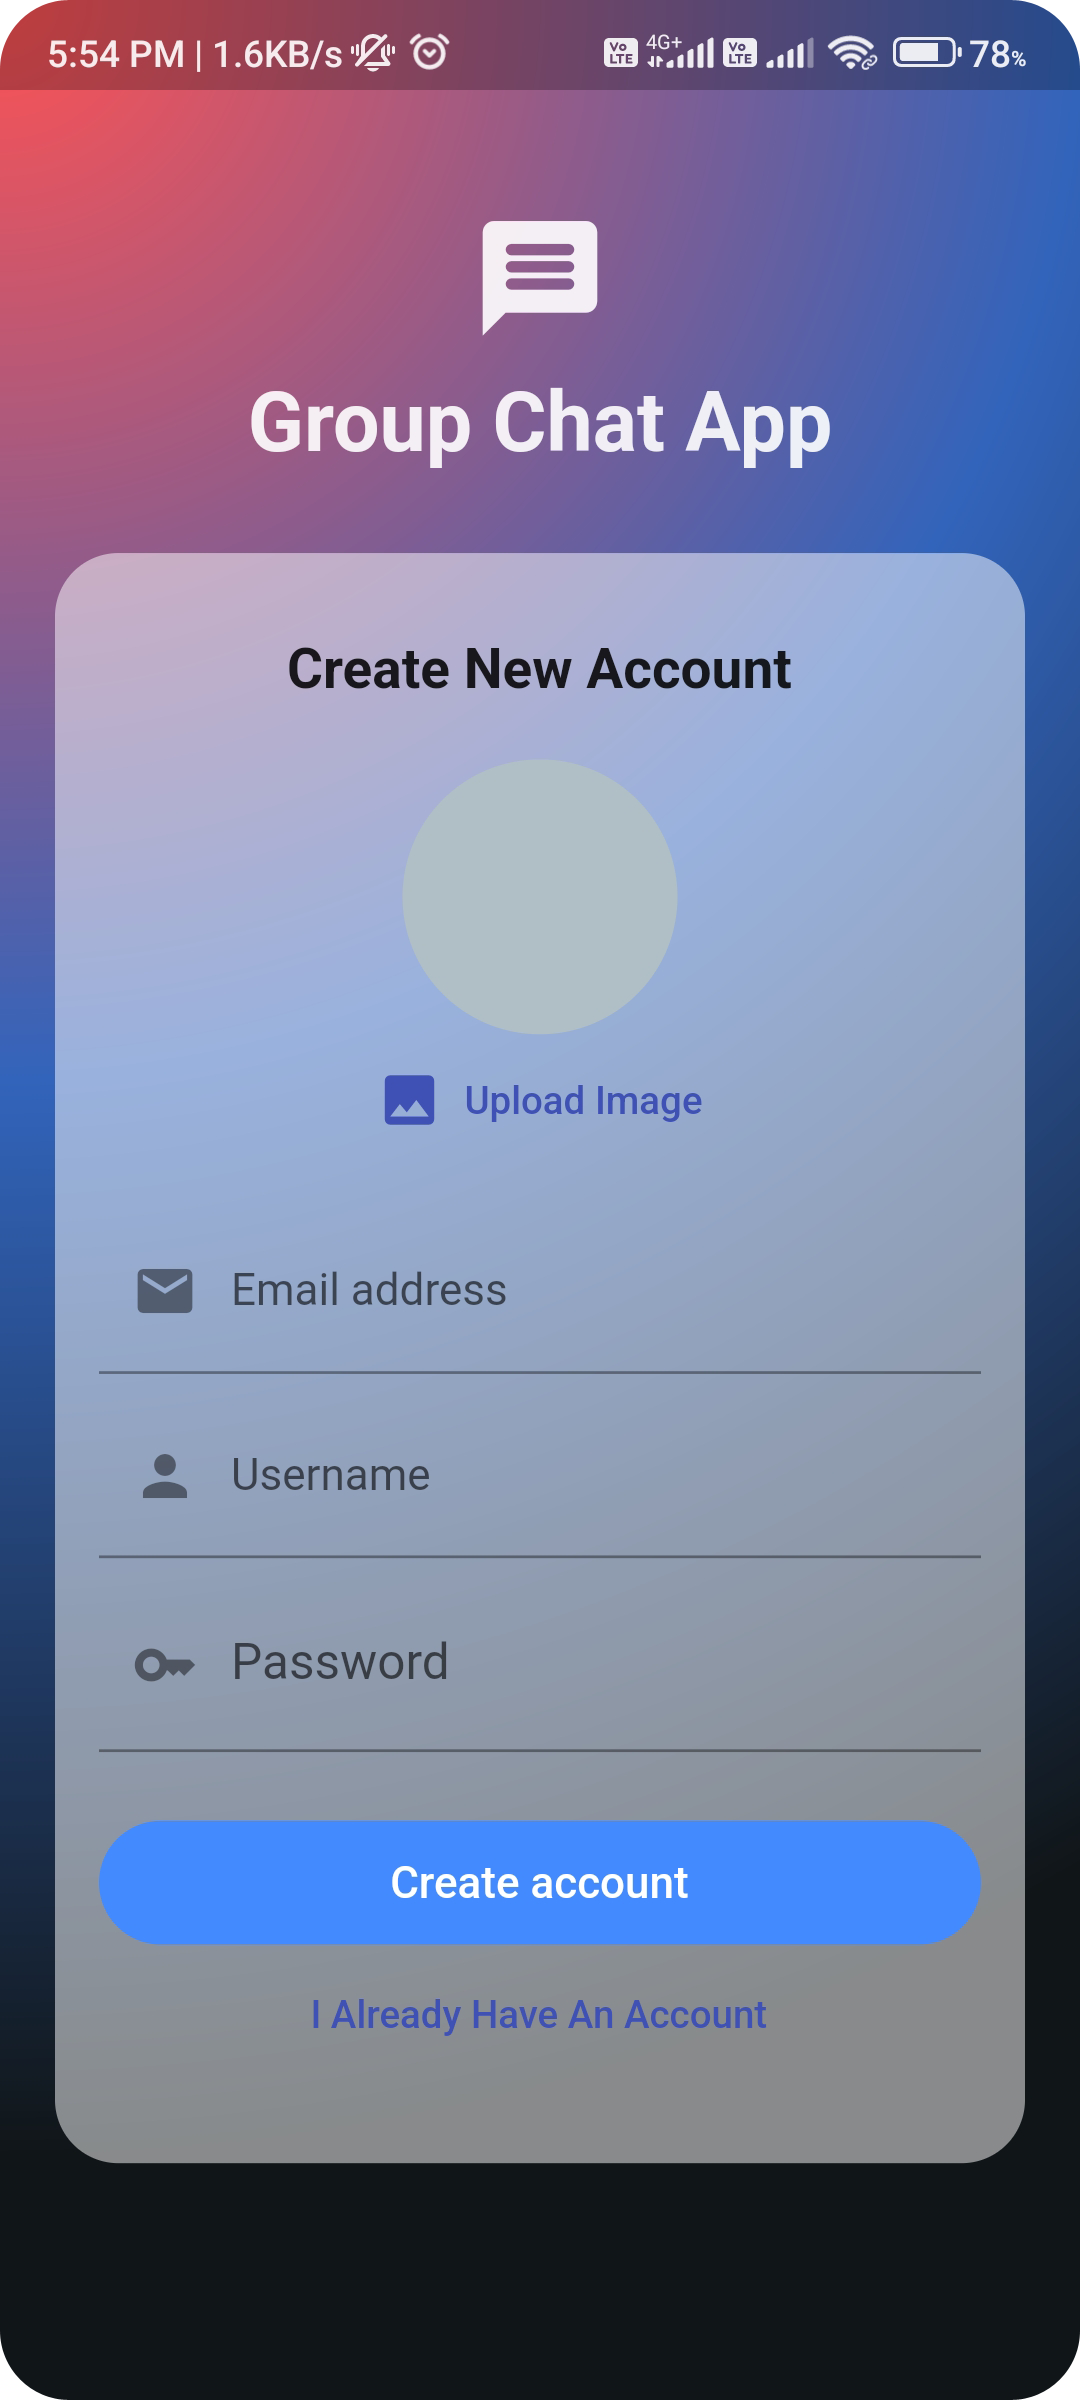 5:54 PM | 1.6KB/s Vo LTE 4G+ Vo LTE 78%
Group Chat App
Create New Account
Upload Image
Email address
Username
Password
Create account
I Already Have An Account